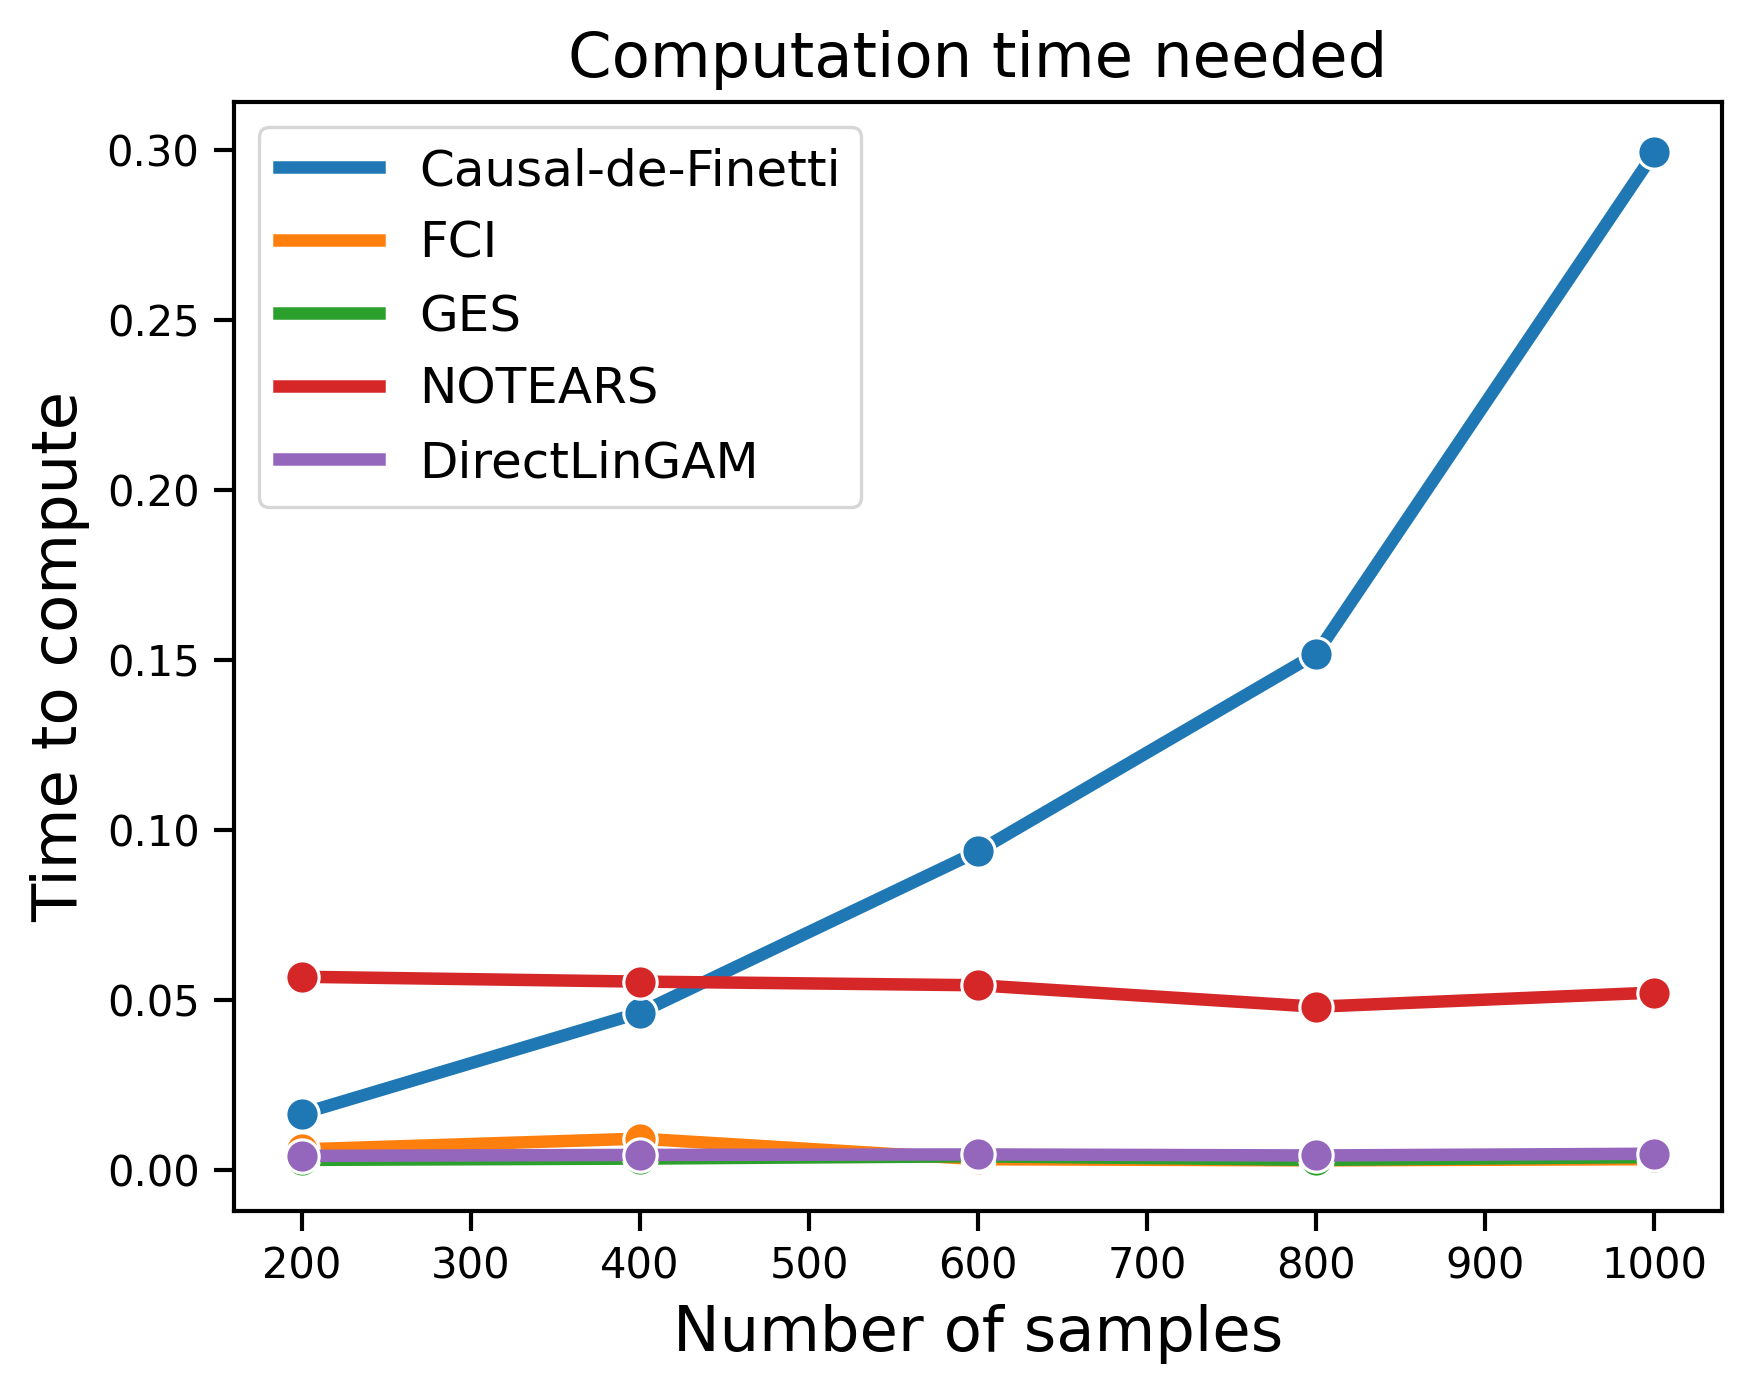 Computation time needed
Causal-de-Finetti
FCI
GES
NOTEARS
DirectLinGAM
Time to compute
0.30
0.25
0.20
0.15
0.10
0.05
0.00
200 300 400 500 600 700 800 900 1000
Number of samples